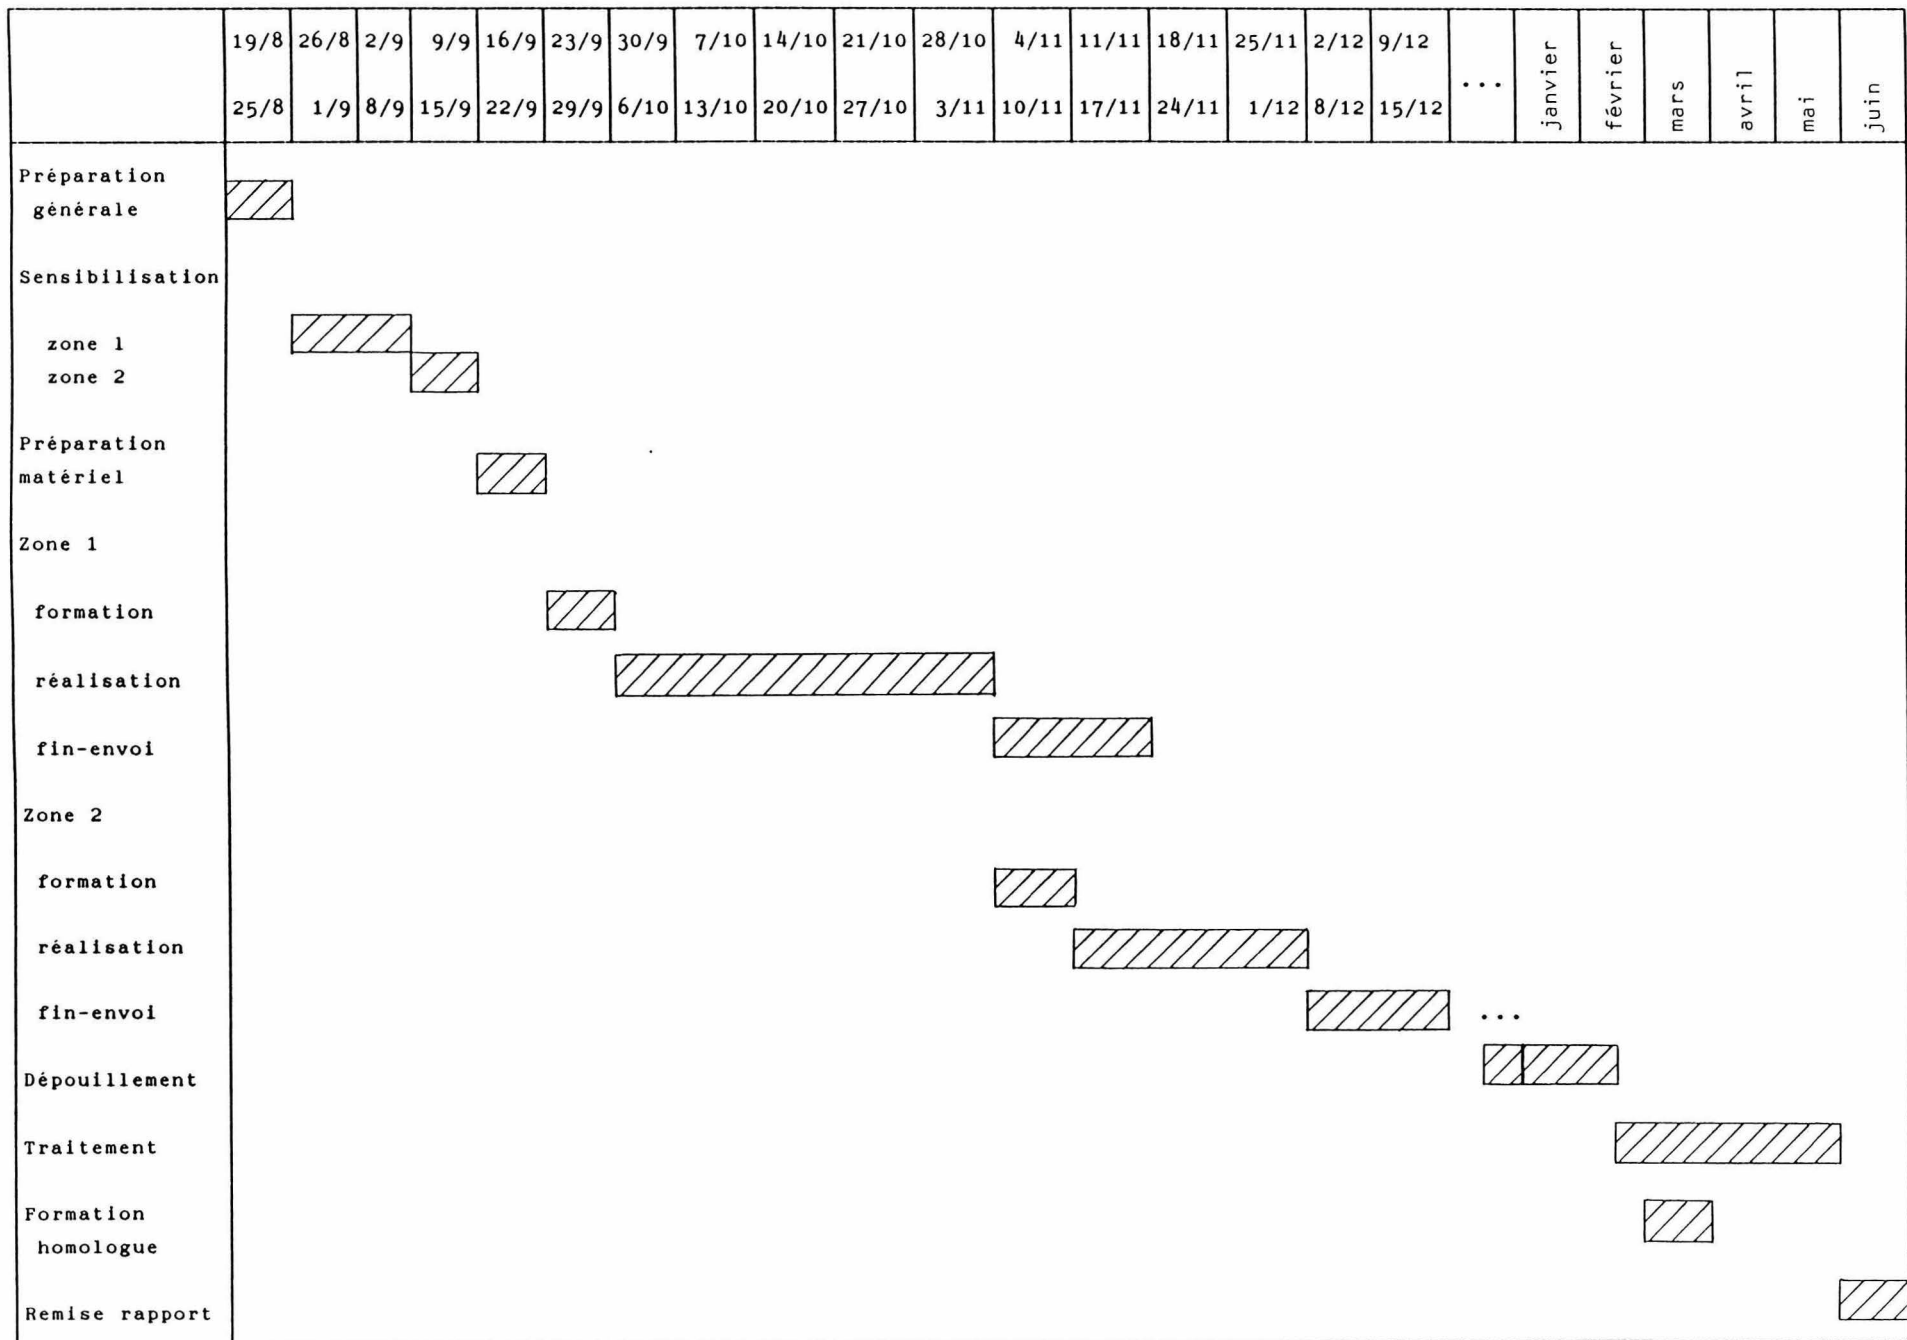 19/8 26/8 2/9 9/9 16/9 23/9 30/9 7/10 14/10 21/10 28/10 4/11 11/11 18/11 25/11 2/12 9/12
... janvier février mars avril mai juin
25/8 1/9 8/9 15/9 22/9 29/9 6/10 13/10 20/10 27/10 3/11 10/11 17/11 24/11 1/12 8/12 15/12
Préparation
générale
Sensibilisation
zone 1
zone 2
Préparation
matériel
Zone 1
formation
réalisation
fin-envoi
Zone 2
formation
réalisation
fin-envoi ...
Dépouillement
Traitement
Formation
homologue
Remise rapport